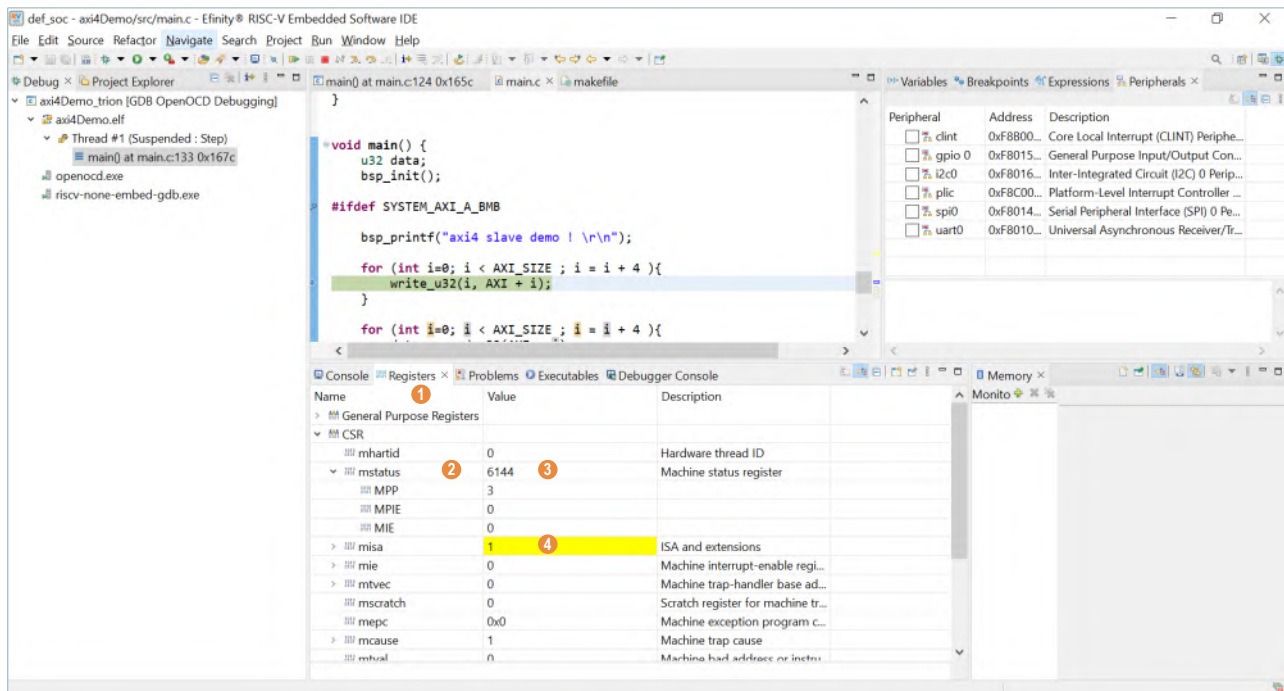 def_soc - axi4Demo/src/main.c - Efinity® RISC-V Embedded Software IDE
File Edit Source Refactor Navigate Search Project Run Window Help
Debug × Project Explorer
axi4Demo_trion [GDB OpenOCD Debugging]
axi4Demo.elf
Thread #1 (Suspended : Step)
main() at main.c:133 0x167c
openocd.exe
riscv-none-embed-gdb.exe
main() at main.c:124 0x165c main.c × makefile
}
void main() {
u32 data;
bsp_init();
#ifdef SYSTEM_AXI_A_BMB
bsp_printf("axi4 slave demo ! \r\n");
for (int i=0; i < AXI_SIZE ; i = i + 4 ){
write_u32(i, AXI + i);
}
for (int i=0; i < AXI_SIZE ; i = i + 4 ){
Variables Breakpoints Expressions Peripherals ×
Peripheral Address Description
clint 0xF8B00... Core Local Interrupt (CLINT) Periphe...
gpio 0 0xF8015... General Purpose Input/Output Con...
i2c0 0xF8016... Inter-Integrated Circuit (I2C) 0 Perip...
plic 0xF8C00... Platform-Level Interrupt Controller ...
spi0 0xF8014... Serial Peripheral Interface (SPI) 0 Pe...
uart0 0xF8010... Universal Asynchronous Receiver/Tr...
Console Registers × Problems Executables Debugger Console
1
Name Value Description
General Purpose Registers
CSR
mhartid 0 Hardware thread ID
mstatus 2 6144 3 Machine status register
MPP 3
MPIE 0
MIE 0
misa 1 4 ISA and extensions
mie 0 Machine interrupt-enable regi...
mtvec 0 Machine trap-handler base ad...
mscratch 0 Scratch register for machine tr...
mepc 0x0 Machine exception program c...
mcause 1 Machine trap cause
mtval 0 Machine bad address or instru
Memory ×
Monito